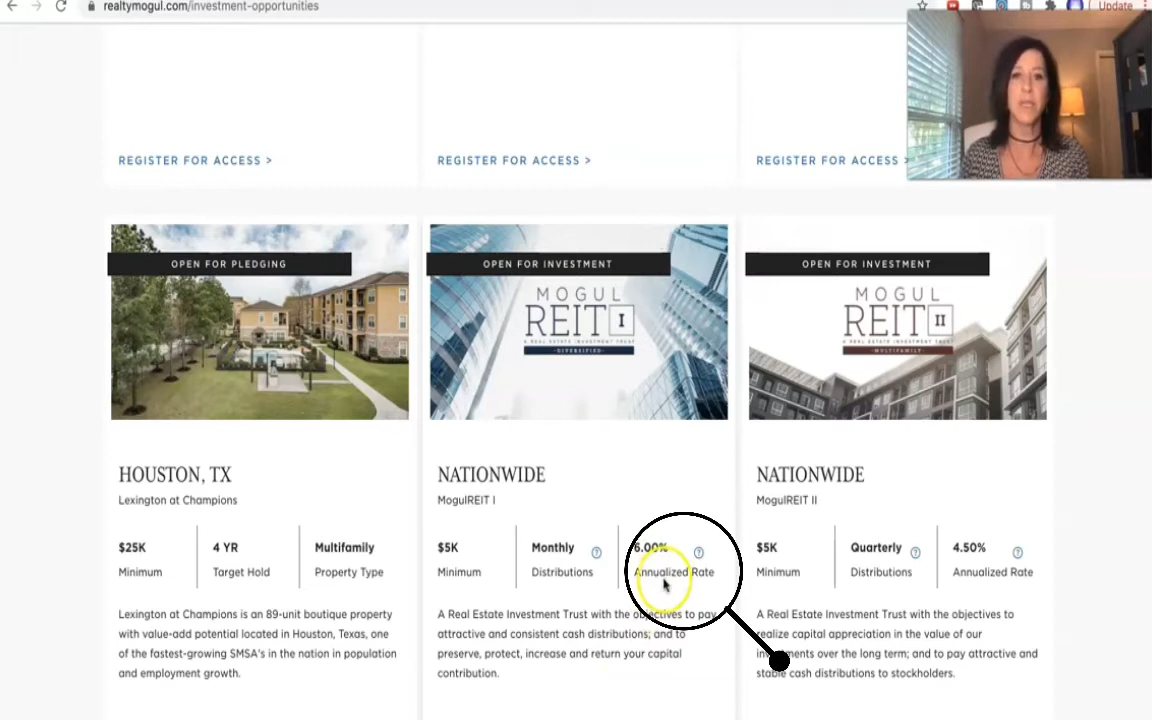 realtymogul.com/investment-opportunities
Update
REGISTER FOR ACCESS >
REGISTER FOR ACCESS >
REGISTER FOR ACCESS >
OPEN FOR PLEDGING
OPEN FOR INVESTMENT
MOGUL
REIT I
A REAL ESTATE INVESTMENT TRUST
-DIVERSIFIED-
OPEN FOR INVESTMENT
MOGUL
REIT II
A REAL ESTATE INVESTMENT TRUST
-MULTIFAMILY-
HOUSTON, TX
Lexington at Champions
$25K
Minimum
4 YR
Target Hold
Multifamily
Property Type
Lexington at Champions is an 89-unit boutique property
with value-add potential located in Houston, Texas, one
of the fastest-growing SMSA's in the nation in population
and employment growth.
NATIONWIDE
MogulREIT I
$5K
Minimum
Monthly
Distributions
6.00%
Annualized Rate
A Real Estate Investment Trust with the objectives to pay
attractive and consistent cash distributions; and to
preserve, protect, increase and return your capital
contribution.
NATIONWIDE
MogulREIT II
$5K
Minimum
Quarterly
Distributions
4.50%
Annualized Rate
A Real Estate Investment Trust with the objectives to
realize capital appreciation in the value of our
investments over the long term; and to pay attractive and
stable cash distributions to stockholders.